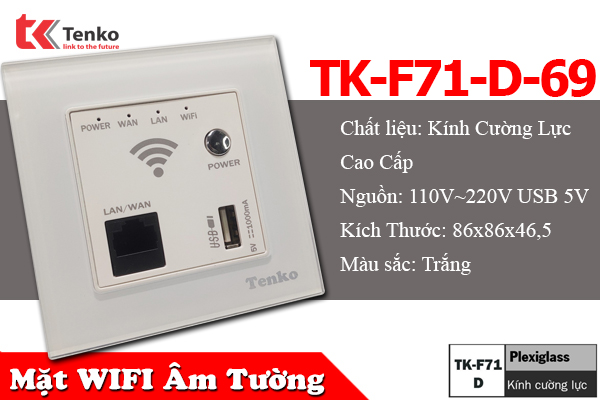 Tenko
link to the future
TK-F71-D-69
POWER WAN LAN WiFi
POWER
LAN/WAN
USB
5V 1000mA
Tenko
Chất liệu: Kính Cường Lực
Cao Cấp
Nguồn: 110V~220V USB 5V
Kích Thước: 86x86x46,5
Màu sắc: Trắng
Mặt WIFI Âm Tường
TK-F71
D
Plexiglass
Kính cường lực